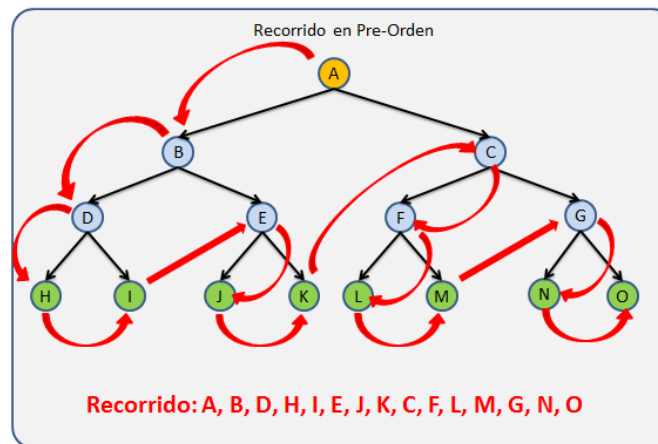 Recorrido en Pre-Orden
A
B
C
D
E
F
G
H
I
J
K
L
M
N
O
Recorrido: A, B, D, H, I, E, J, K, C, F, L, M, G, N, O